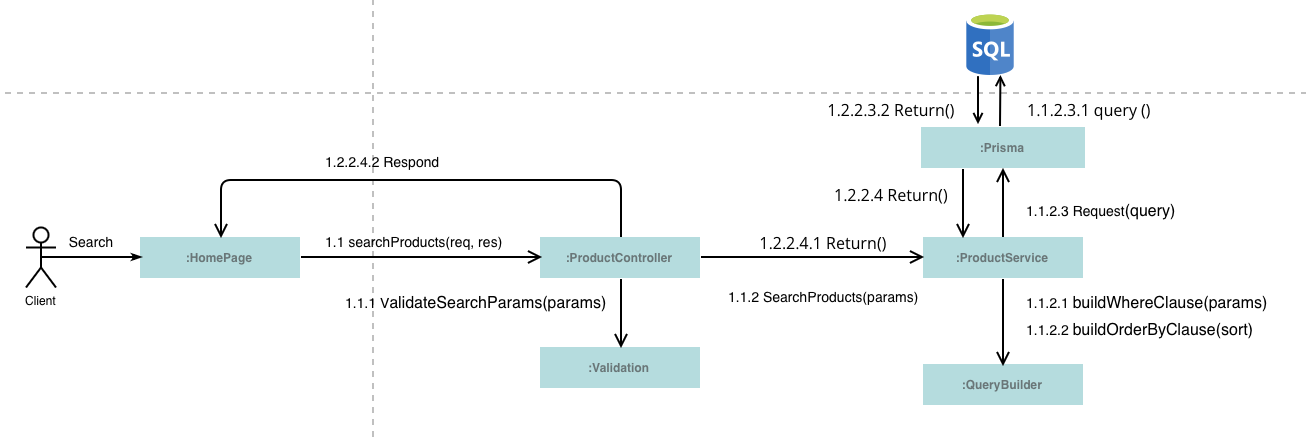 SQL
1.2.2.3.2 Return()
1.1.2.3.1 query ()
:Prisma
1.2.2.4.2 Respond
1.2.2.4 Return()
1.1.2.3 Request(query)
Search
1.1 searchProducts(req, res)
1.2.2.4.1 Return()
:HomePage
:ProductController
:ProductService
Client
1.1.1 ValidateSearchParams(params)
1.1.2 SearchProducts(params)
1.1.2.1 buildWhereClause(params)
1.1.2.2 buildOrderByClause(sort)
:Validation
:QueryBuilder